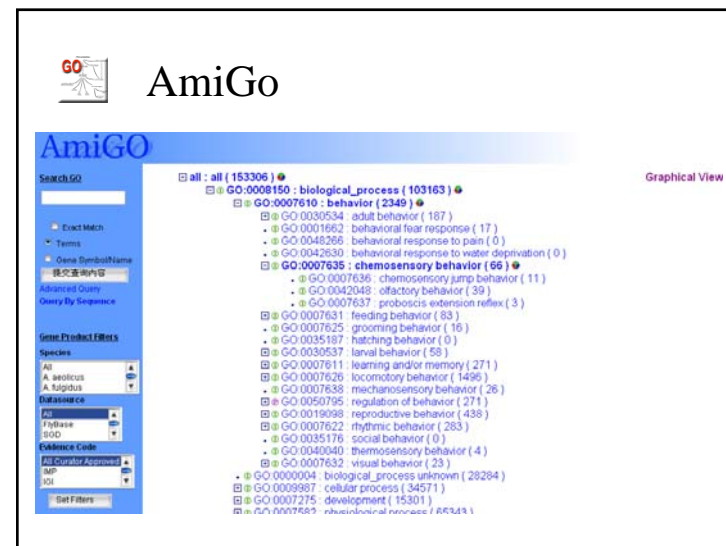 GO
AmiGo
AmiGO
Search GO
Exact Match
Terms
Gene Symbol/Name
提交查询内容
Advanced Query
Query By Sequence
Gene Product Filters
Species
All
A. aeolicus
A. fulgidus
Datasource
All
FlyBase
SGD
Evidence Code
All Curator Approved
IMP
IGI
Set Filters
all : all ( 153306 )
GO:0008150 : biological_process ( 103163 )
GO:0007610 : behavior ( 2349 )
GO:0030534 : adult behavior ( 187 )
GO:0001662 : behavioral fear response ( 17 )
GO:0048266 : behavioral response to pain ( 0 )
GO:0042630 : behavioral response to water deprivation ( 0 )
GO:0007635 : chemosensory behavior ( 66 )
GO:0007636 : chemosensory jump behavior ( 11 )
GO:0042048 : olfactory behavior ( 39 )
GO:0007637 : proboscis extension reflex ( 3 )
GO:0007631 : feeding behavior ( 83 )
GO:0007625 : grooming behavior ( 16 )
GO:0035187 : hatching behavior ( 0 )
GO:0030537 : larval behavior ( 58 )
GO:0007611 : learning and/or memory ( 271 )
GO:0007626 : locomotory behavior ( 1496 )
GO:0007638 : mechanosensory behavior ( 26 )
GO:0050795 : regulation of behavior ( 271 )
GO:0019098 : reproductive behavior ( 438 )
GO:0007622 : rhythmic behavior ( 283 )
GO:0035176 : social behavior ( 0 )
GO:0040040 : thermosensory behavior ( 4 )
GO:0007632 : visual behavior ( 23 )
GO:0000004 : biological_process unknown ( 28284 )
GO:0009987 : cellular process ( 34571 )
GO:0007275 : development ( 15301 )
GO:0007582 : physiological process ( 65343 )
Graphical View